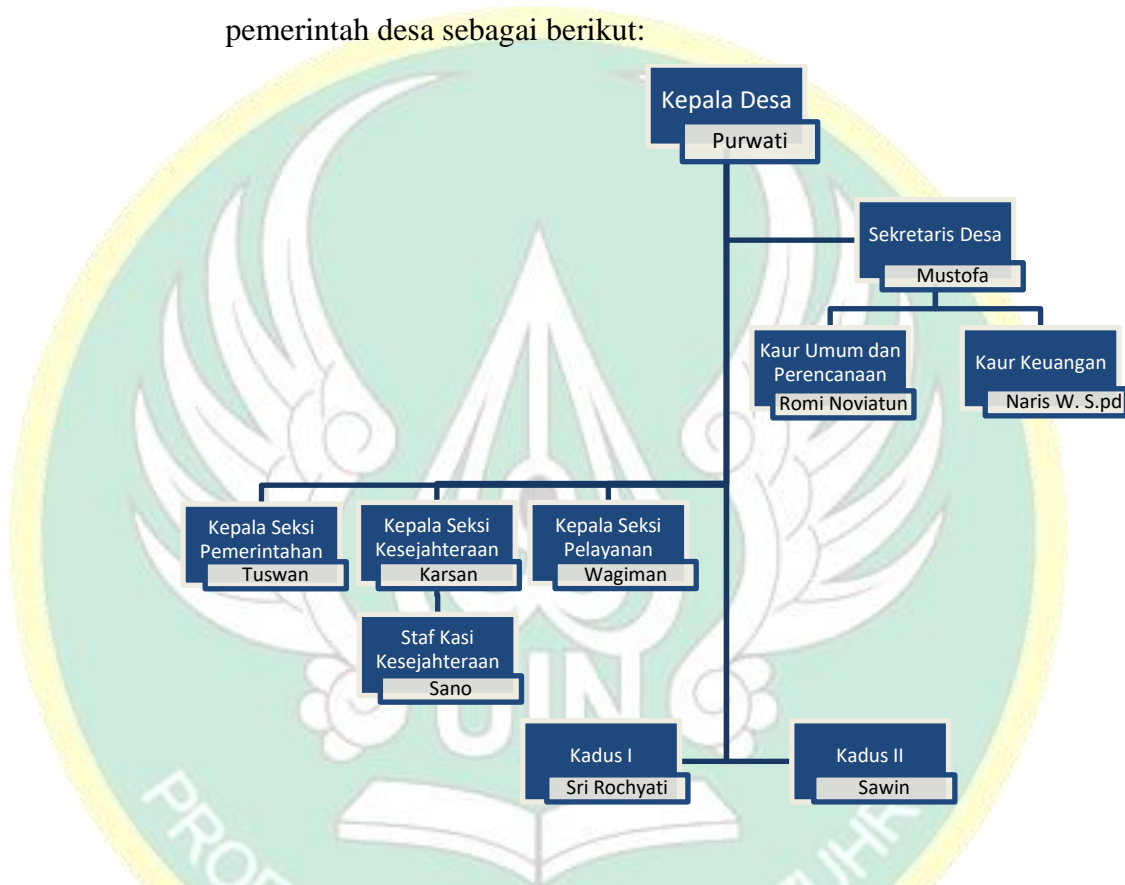 pemerintah desa sebagai berikut:
Kepala Desa
Purwati
Sekretaris Desa
Mustofa
Kaur Umum dan
Perencanaan
Romi Noviatun
Kaur Keuangan
Naris W. S.pd
Kepala Seksi
Pemerintahan
Tuswan
Kepala Seksi
Kesejahteraan
Karsan
Kepala Seksi
Pelayanan
Wagiman
Staf Kasi
Kesejahteraan
Sano
UIN
Kadus I
Sri Rochyati
Kadus II
Sawin